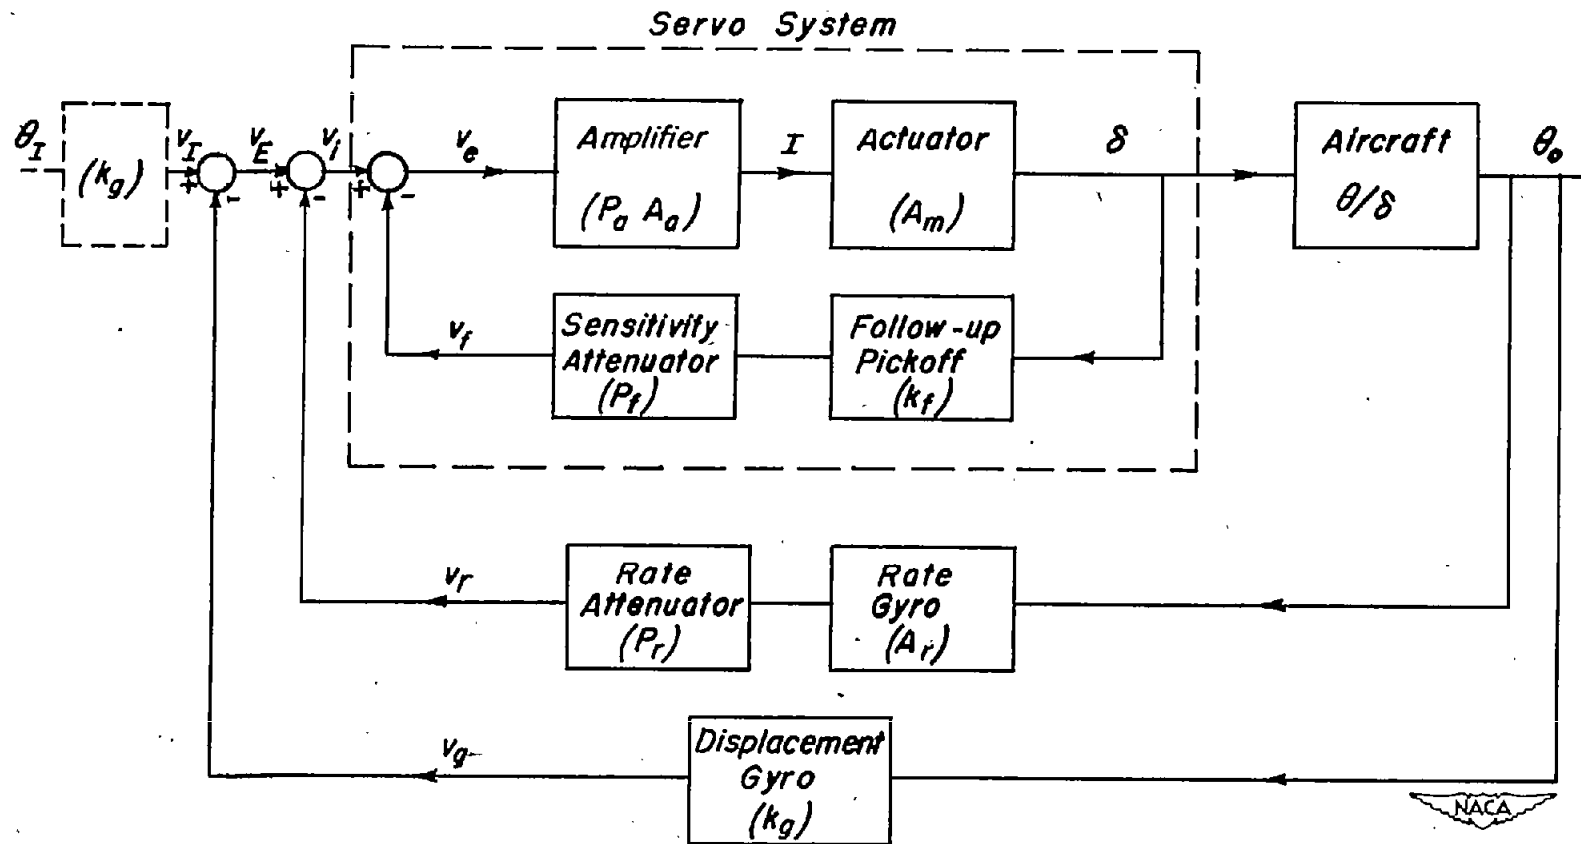 Servo System
θI
(kg)
vI
vE
vi
+
-
+
-
+
-
ve
Amplifier
(Pa Aa)
I
Actuator
(Am)
δ
Aircraft
θ/δ
θo
vf
Sensitivity
Attenuator
(Pf)
Follow-up
Pickoff
(kf)
vr
Rate
Attenuator
(Pr)
Rate
Gyro
(Ar)
vg
Displacement
Gyro
(kg)
NACA